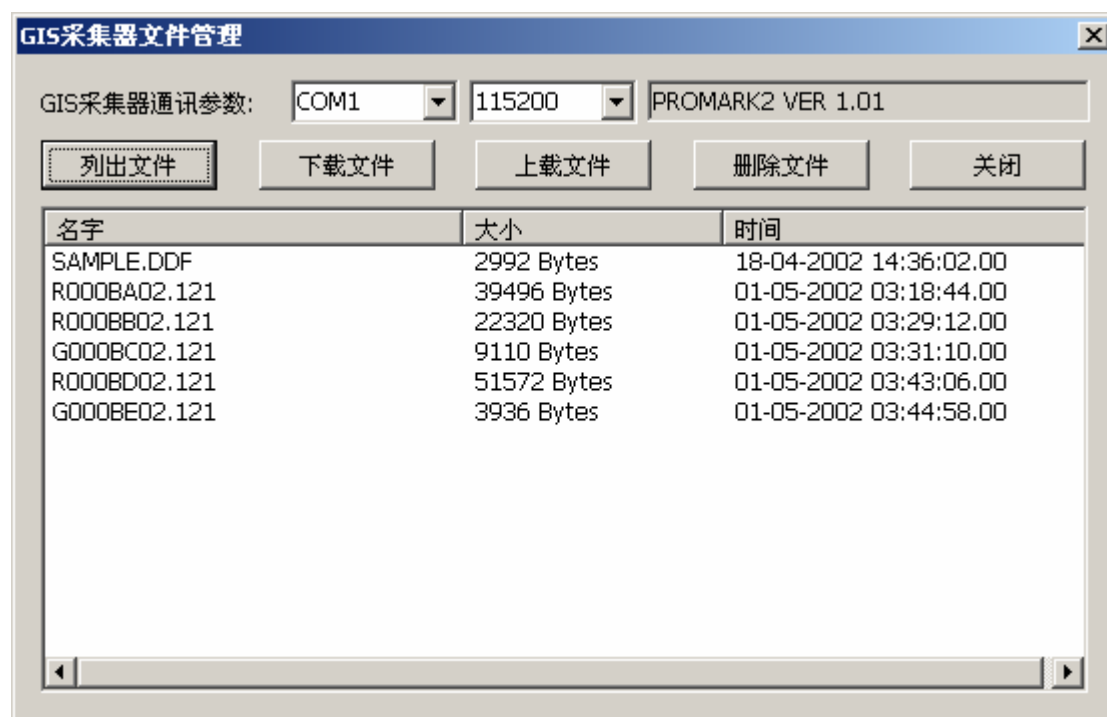 GIS采集器文件管理
GIS采集器通讯参数: COM1 115200 PROMARK2 VER 1.01
列出文件 下载文件 上载文件 删除文件 关闭
名字 大小 时间
SAMPLE.DDF 2992 Bytes 18-04-2002 14:36:02.00
R000BA02.121 39496 Bytes 01-05-2002 03:18:44.00
R000BB02.121 22320 Bytes 01-05-2002 03:29:12.00
G000BC02.121 9110 Bytes 01-05-2002 03:31:10.00
R000BD02.121 51572 Bytes 01-05-2002 03:43:06.00
G000BE02.121 3936 Bytes 01-05-2002 03:44:58.00